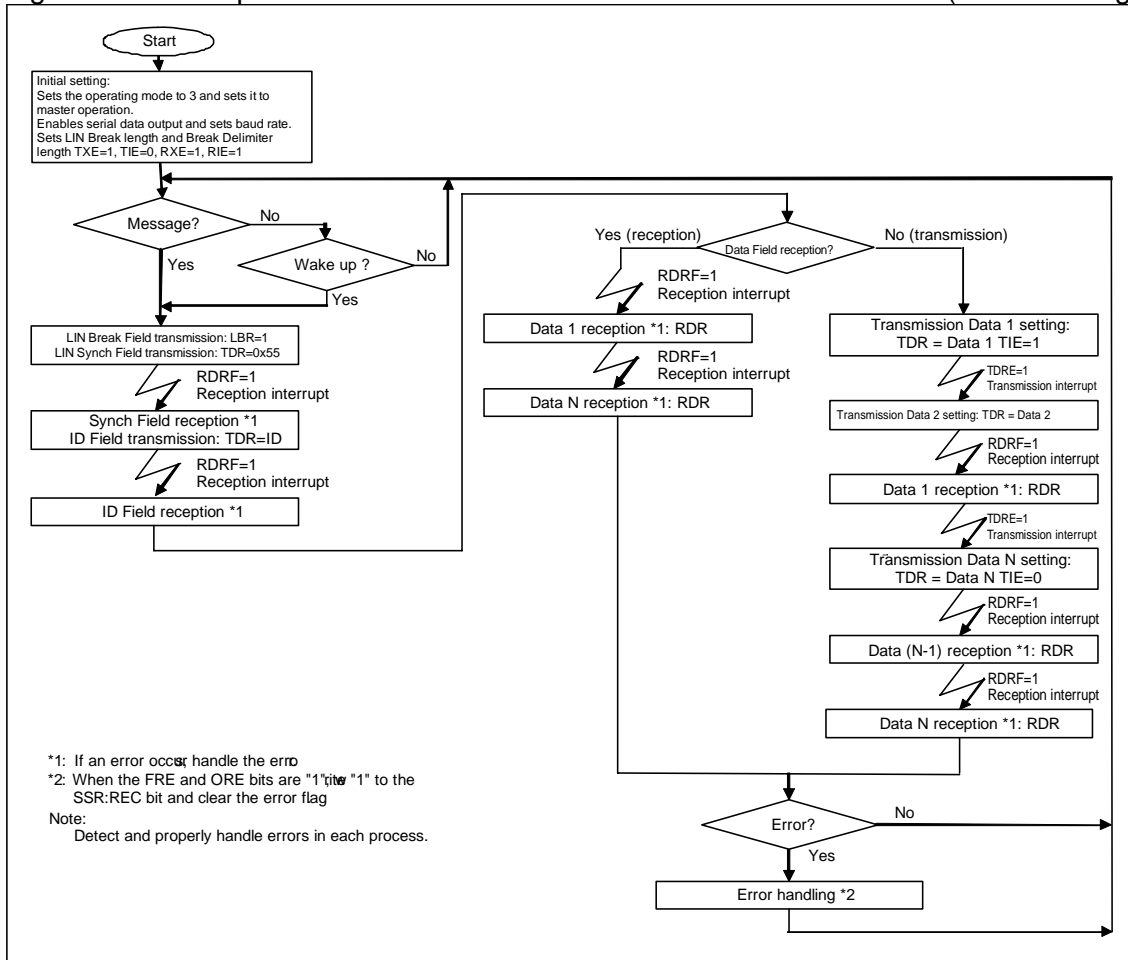 Start
Initial setting:
Sets the operating mode to 3 and sets it to
master operation.
Enables serial data output and sets baud rate.
Sets LIN Break length and Break Delimiter
length TXE=1, TIE=0, RXE=1, RIE=1
Message?
No
Wake up ?
No
Yes
Yes
LIN Break Field transmission: LBR=1
LIN Synch Field transmission: TDR=0x55
RDRF=1
Reception interrupt
Synch Field reception *1
ID Field transmission: TDR=ID
RDRF=1
Reception interrupt
ID Field reception *1
Data Field reception?
Yes (reception)
No (transmission)
RDRF=1
Reception interrupt
Data 1 reception *1: RDR
RDRF=1
Reception interrupt
Data N reception *1: RDR
Transmission Data 1 setting:
TDR = Data 1 TIE=1
TDRE=1
Transmission interrupt
Transmission Data 2 setting: TDR = Data 2
RDRF=1
Reception interrupt
Data 1 reception *1: RDR
TDRE=1
Transmission interrupt
Transmission Data N setting:
TDR = Data N TIE=0
RDRF=1
Reception interrupt
Data (N-1) reception *1: RDR
RDRF=1
Reception interrupt
Data N reception *1: RDR
Error?
No
Yes
Error handling *2
*1: If an error handle the
*2: When the FRE and ORE bits are "1" "1" to the
SSR:REC bit and clear the error flag
Note:
Detect and properly handle errors in each process.